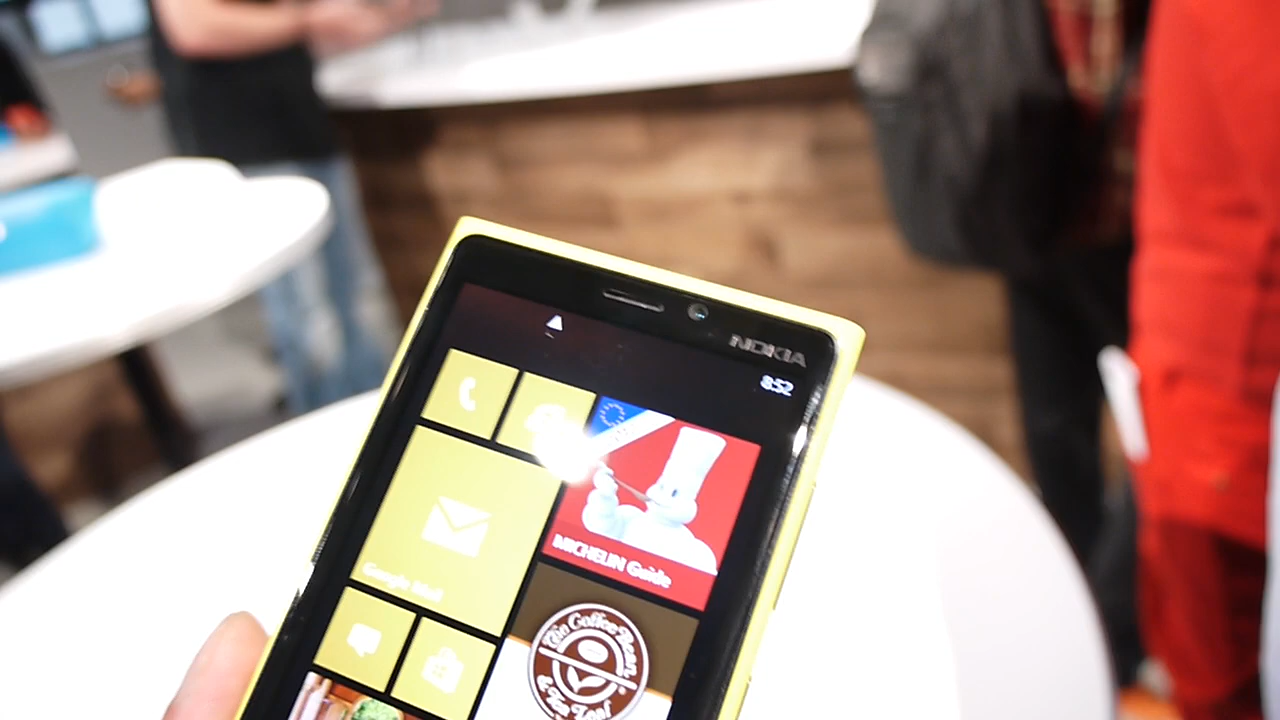 NOKIA
8:52
MICHELIN Guide
Google Mail
The Coffee Bean
& Tea Leaf